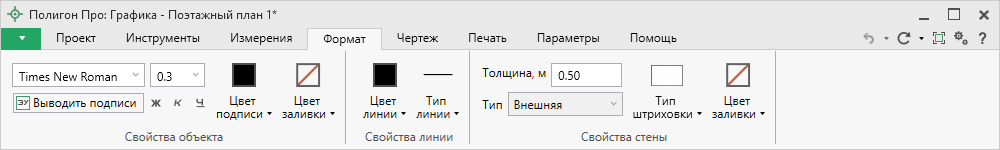 Полигон Про: Графика - Поэтажный план 1*
Проект Инструменты Измерения Формат Чертеж Печать Параметры Помощь ?
Times New Roman 0.3 Цвет подписи Цвет заливки
ЗУ Выводить подписи Ж К Ч
Свойства объекта
Цвет линии Тип линии
Свойства линии
Толщина, м 0.50
Тип Внешняя
Тип штриховки Цвет заливки
Свойства стены